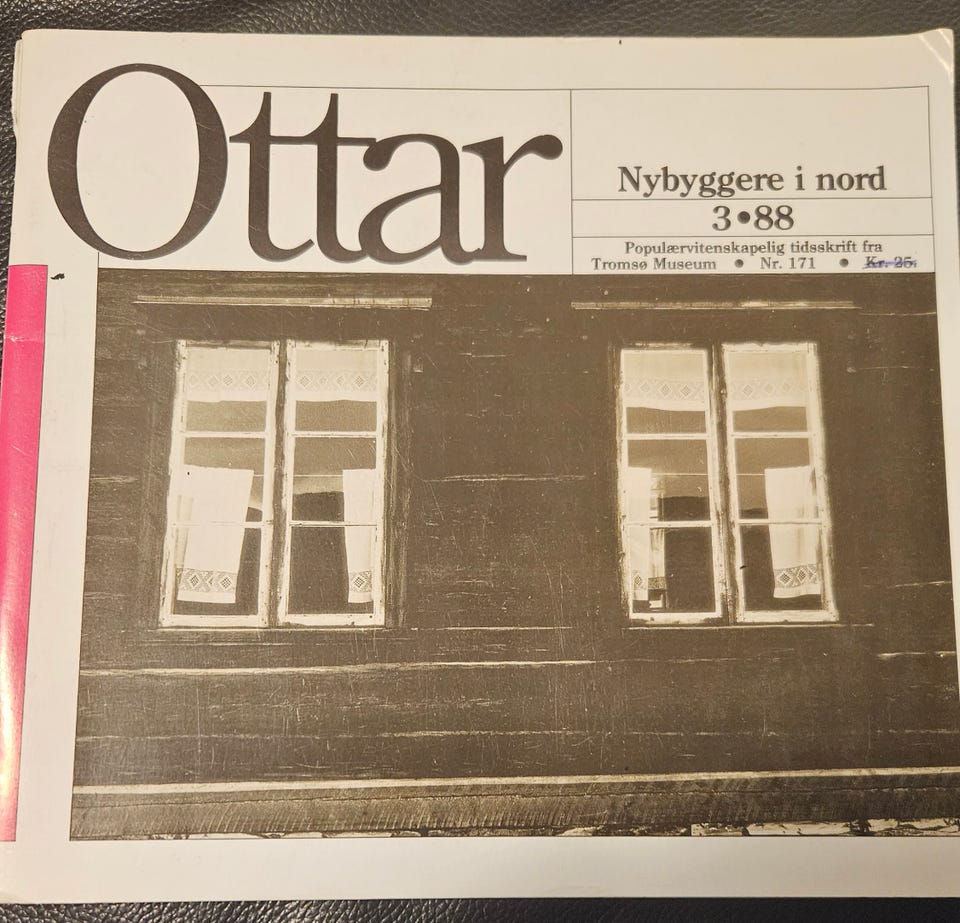 Ottar
Nybyggere i nord
3•88
Populærvitenskapelig tidsskrift fra
Tromsø Museum • Nr. 171 • Kr. 25.